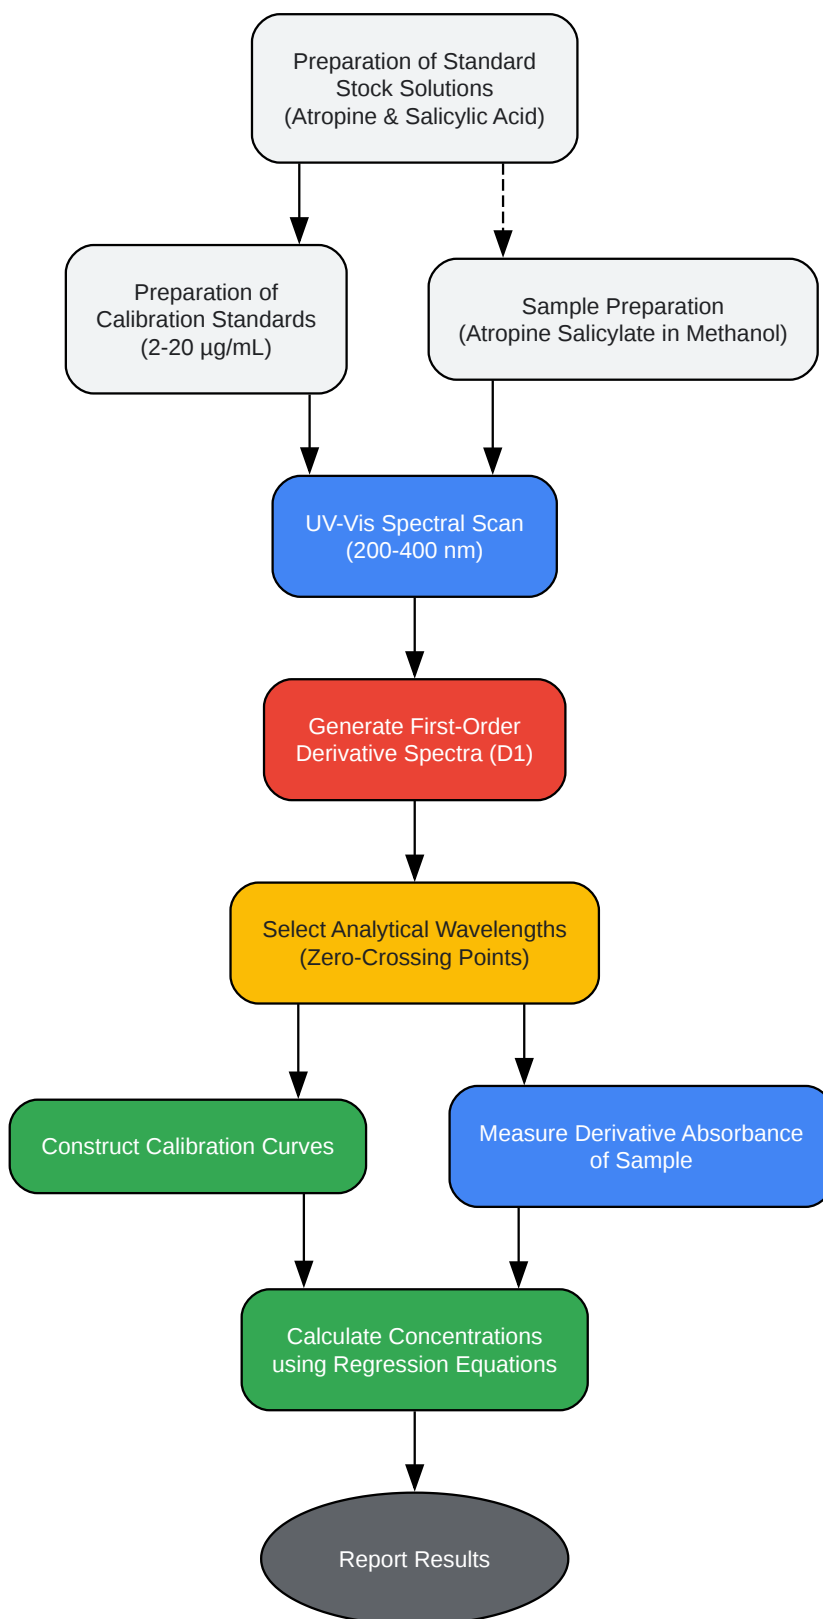 Preparation of Standard
Stock Solutions
(Atropine & Salicylic Acid)
Preparation of
Calibration Standards
(2-20 µg/mL)
Sample Preparation
(Atropine Salicylate in Methanol)
UV-Vis Spectral Scan
(200-400 nm)
Generate First-Order
Derivative Spectra (D1)
Select Analytical Wavelengths
(Zero-Crossing Points)
Construct Calibration Curves
Measure Derivative Absorbance
of Sample
Calculate Concentrations
using Regression Equations
Report Results